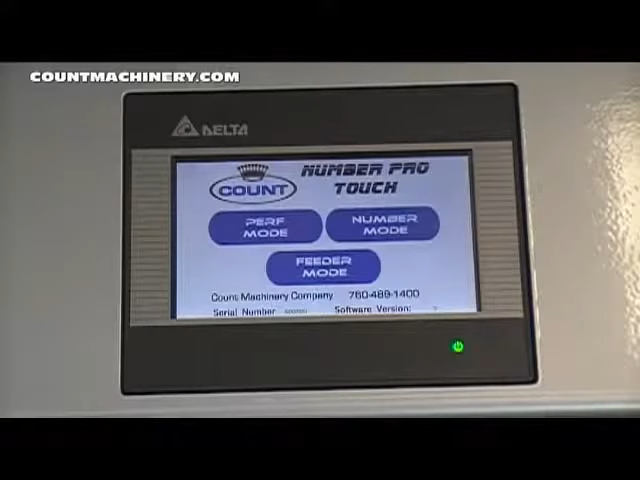 COUNTMACHINERY.COM
DELTA
COUNT
NUMBER PRO
TOUCH
PERF
MODE
NUMBER
MODE
FEEDER
MODE
Count Machinery Company 760-489-1400
Serial Number Software Version: